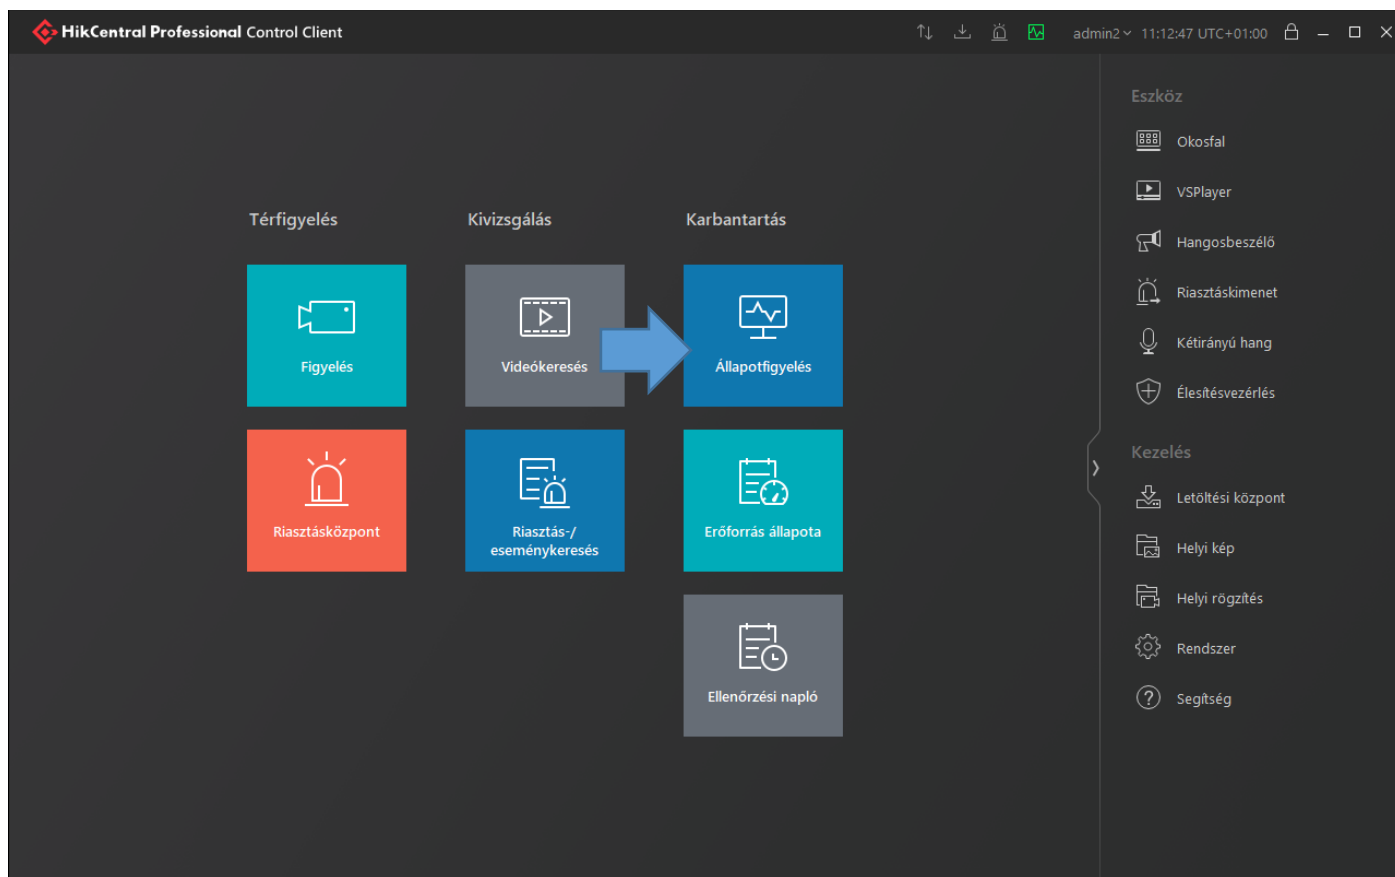 HikCentral Professional Control Client
admin2 11:12:47 UTC+01:00
Térfigyelés
Kivizsgálás
Karbantartás
Figyelés
Videókeresés
Állapotfigyelés
Riasztásközpont
Riasztás-/
eseménykeresés
Erőforrás állapota
Ellenőrzési napló
Eszköz
Okosfal
VSPlayer
Hangosbeszélő
Riasztáskimenet
Kétirányú hang
Élesítésvezérlés
Kezelés
Letöltési központ
Helyi kép
Helyi rögzítés
Rendszer
Segítség